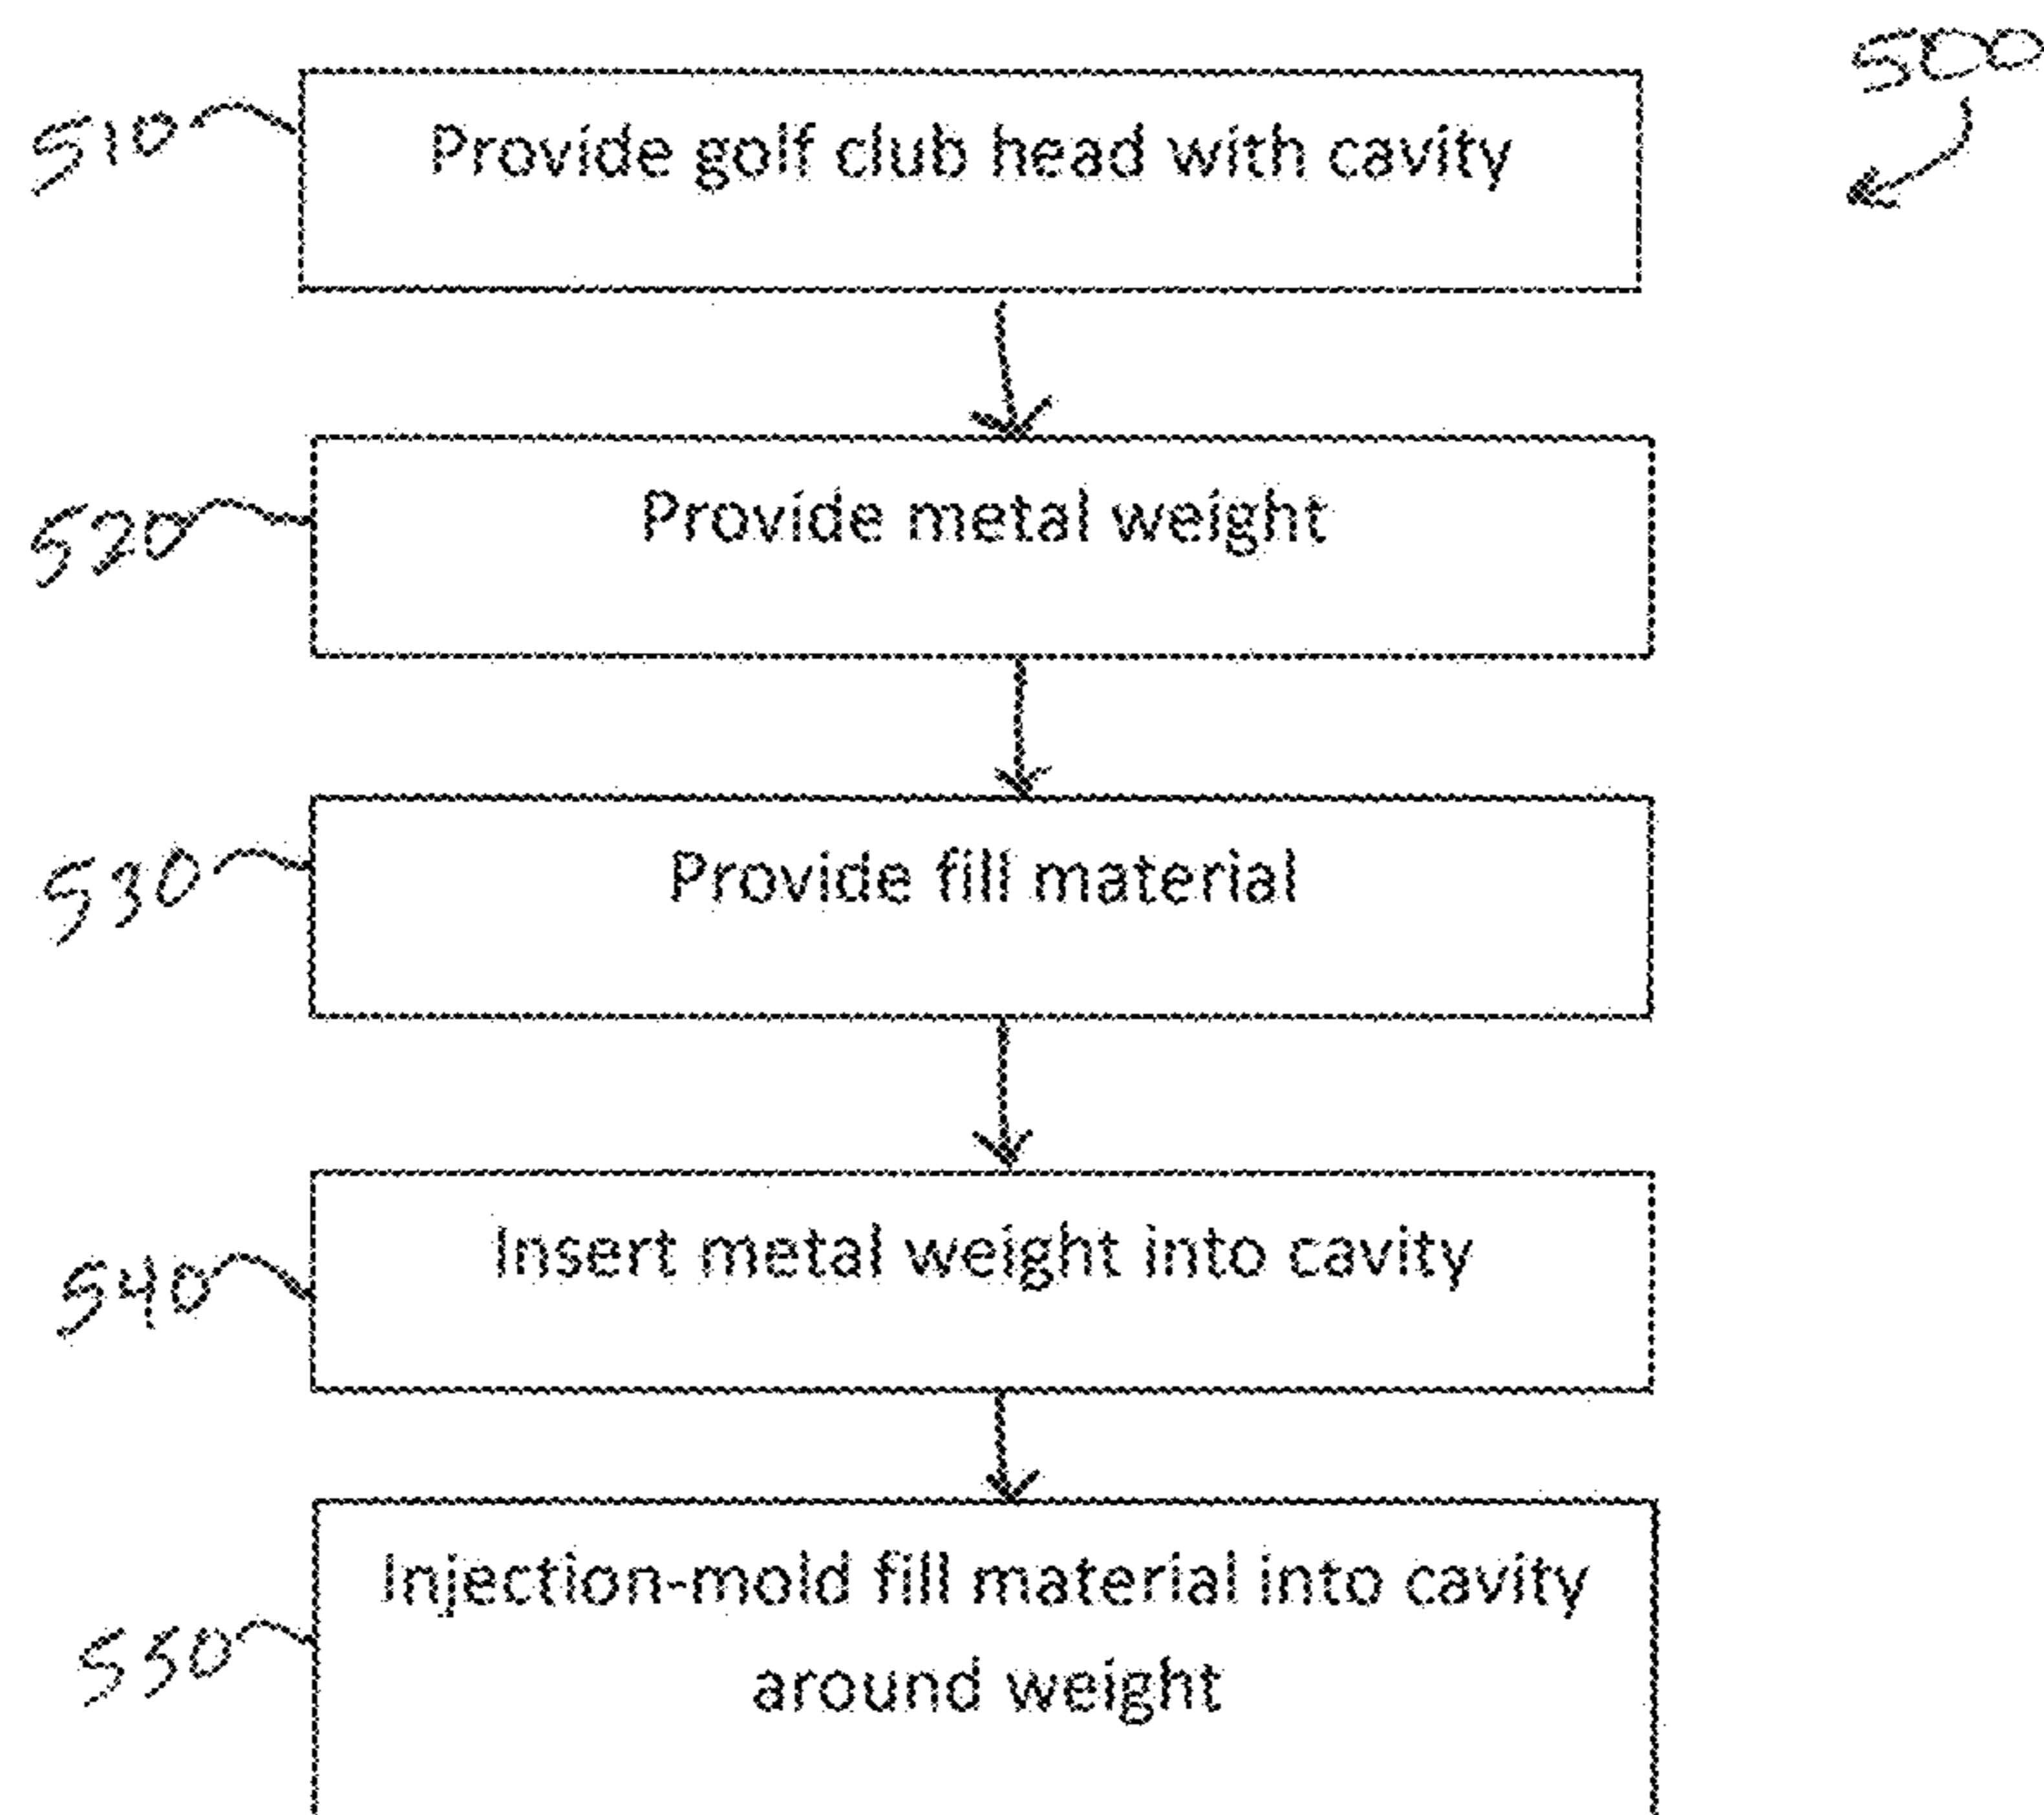 500
510
Provide golf club head with cavity
520
Provide metal weight
530
Provide fill material
540
Insert metal weight into cavity
550
Injection-mold fill material into cavity
around weight